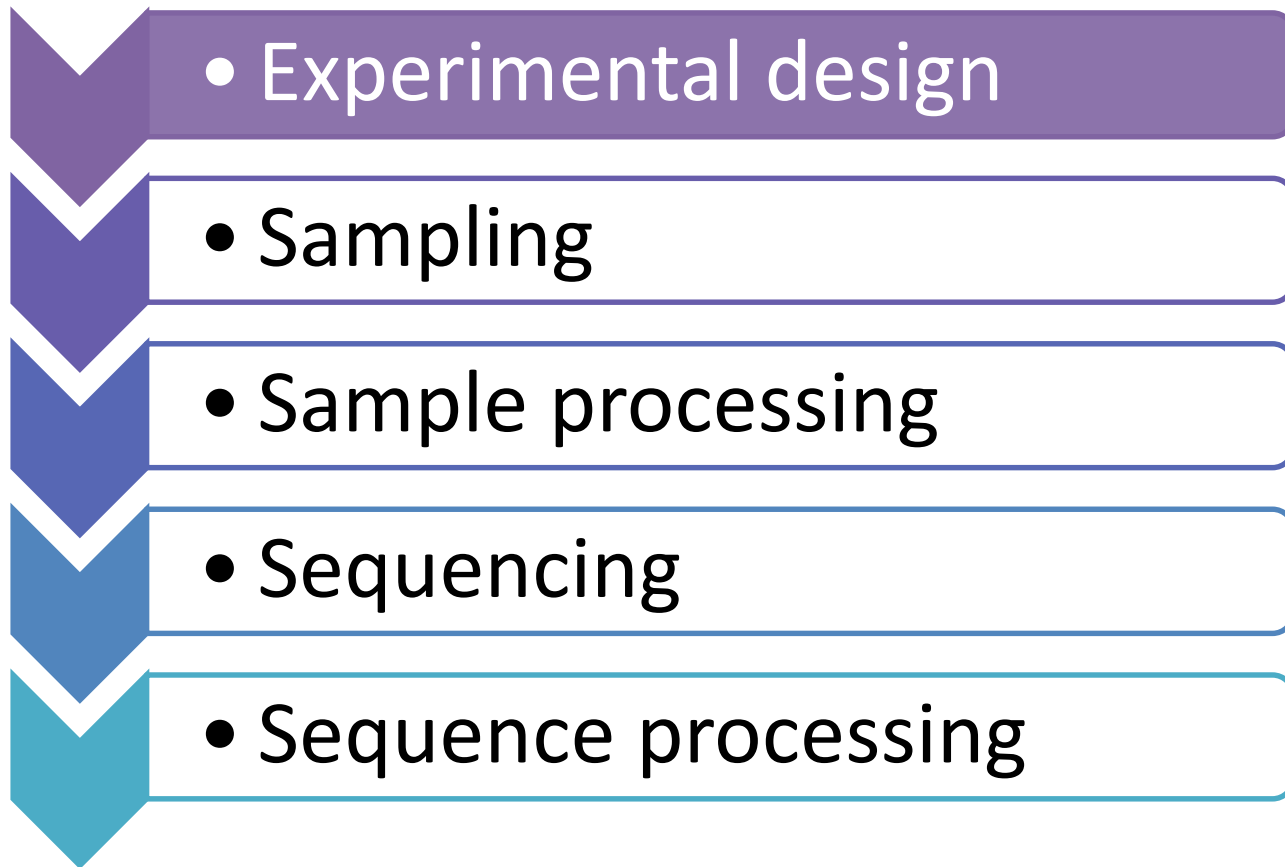 • Experimental design
• Sampling
• Sample processing
• Sequencing
• Sequence processing